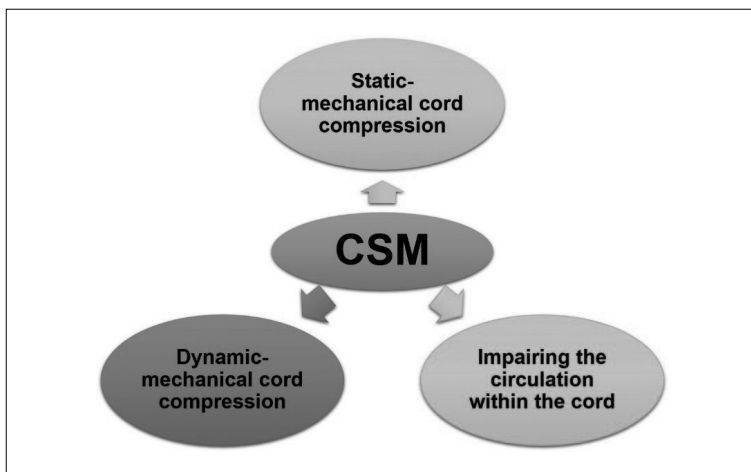 Static-
mechanical cord
compression
CSM
Dynamic-
mechanical cord
compression
Impairing the
circulation
within the cord